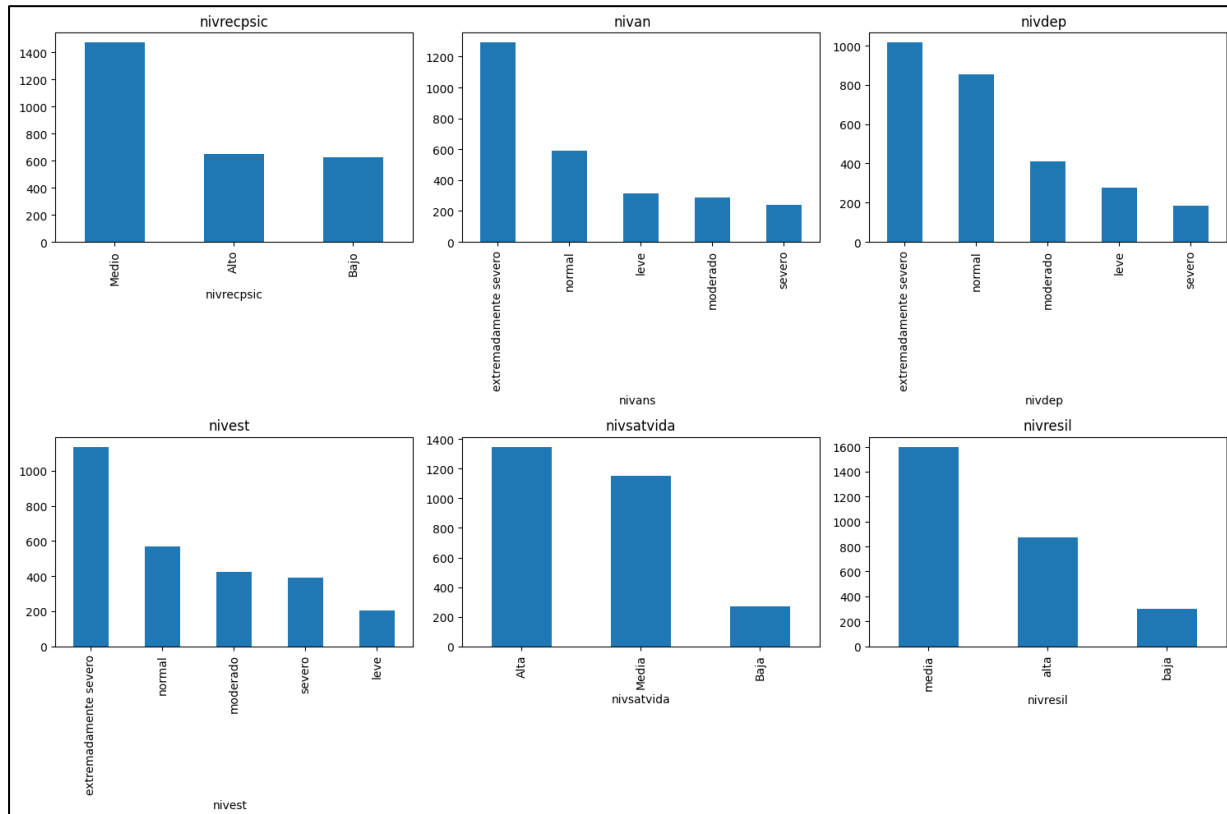 nivrecpsic
1400
1200
1000
800
600
400
200
0
Medio
Alto
Bajo
nivrecpsic
nivan
1200
1000
800
600
400
200
0
extremadamente severo
normal
leve
moderado
severo
nivans
nivdep
1000
800
600
400
200
0
extremadamente severo
normal
moderado
leve
severo
nivdep
nivest
1000
800
600
400
200
0
extremadamente severo
normal
moderado
severo
leve
nivest
nivsatvida
1400
1200
1000
800
600
400
200
0
Alta
Media
Baja
nivsatvida
nivresil
1600
1400
1200
1000
800
600
400
200
0
media
alta
baja
nivresil